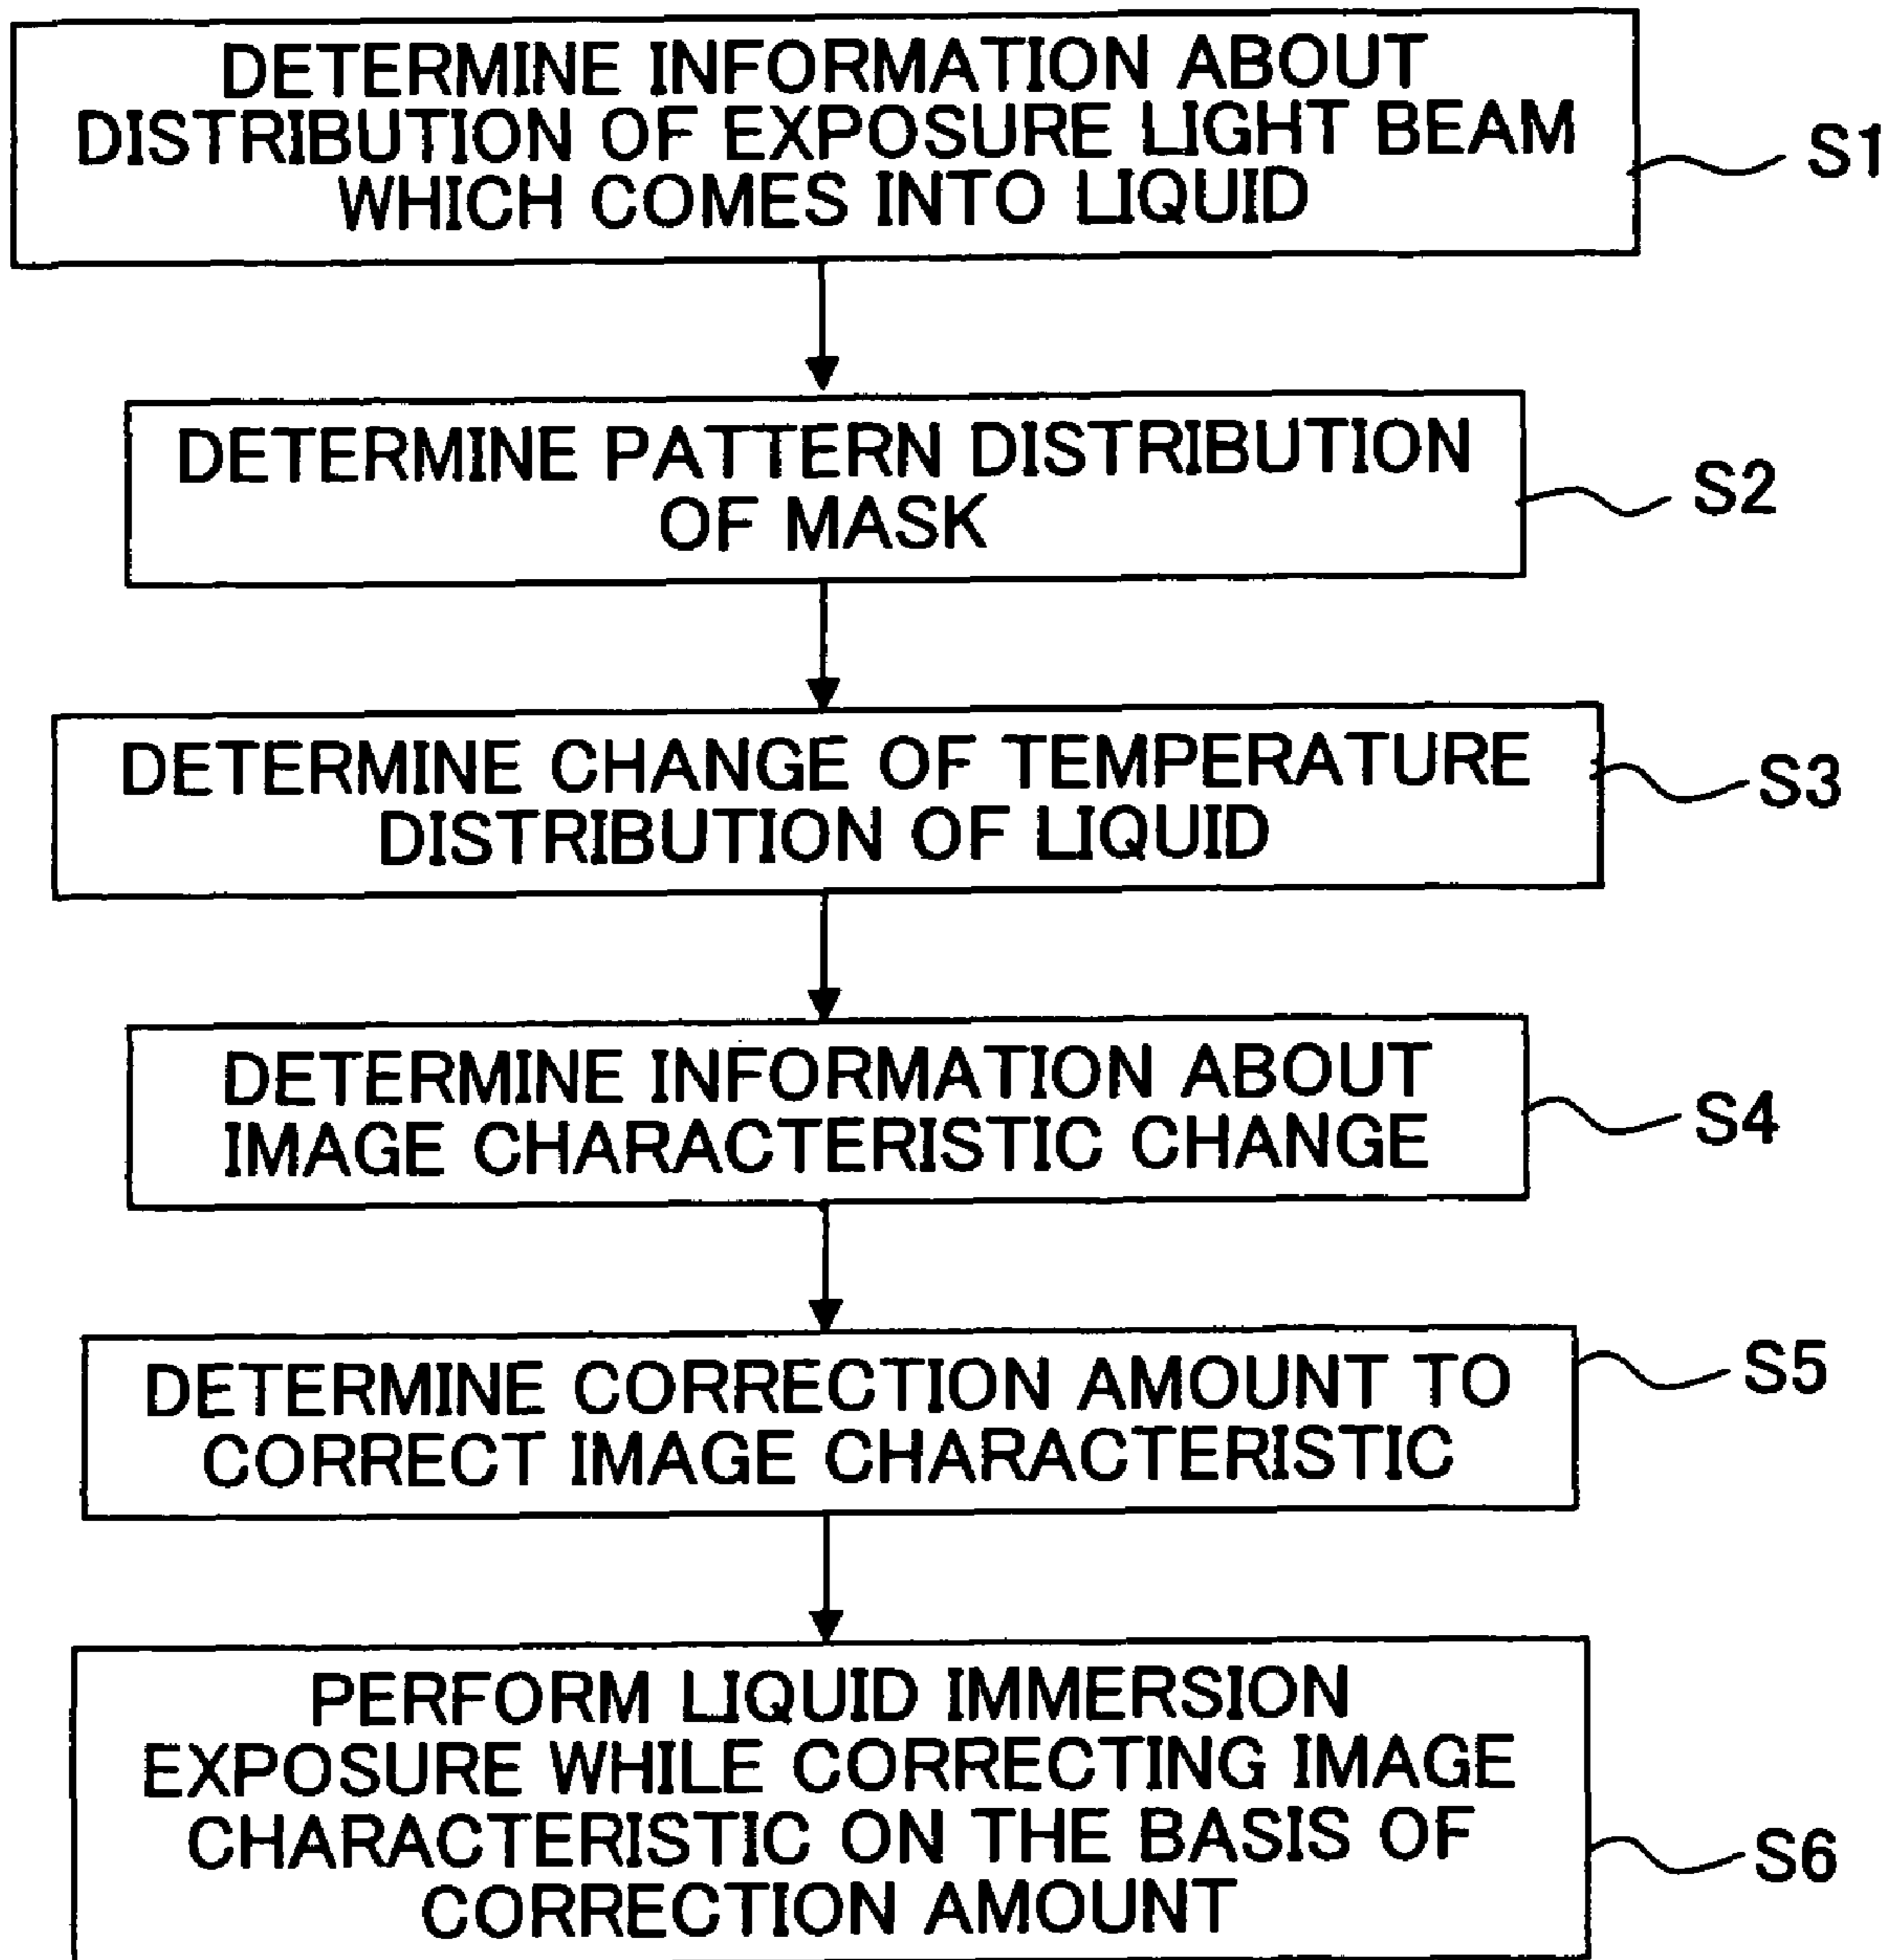 DETERMINE INFORMATION ABOUT
DISTRIBUTION OF EXPOSURE LIGHT BEAM
WHICH COMES INTO LIQUID
S1
DETERMINE PATTERN DISTRIBUTION
OF MASK
S2
DETERMINE CHANGE OF TEMPERATURE
DISTRIBUTION OF LIQUID
S3
DETERMINE INFORMATION ABOUT
IMAGE CHARACTERISTIC CHANGE
S4
DETERMINE CORRECTION AMOUNT TO
CORRECT IMAGE CHARACTERISTIC
S5
PERFORM LIQUID IMMERSION
EXPOSURE WHILE CORRECTING IMAGE
CHARACTERISTIC ON THE BASIS OF
CORRECTION AMOUNT
S6